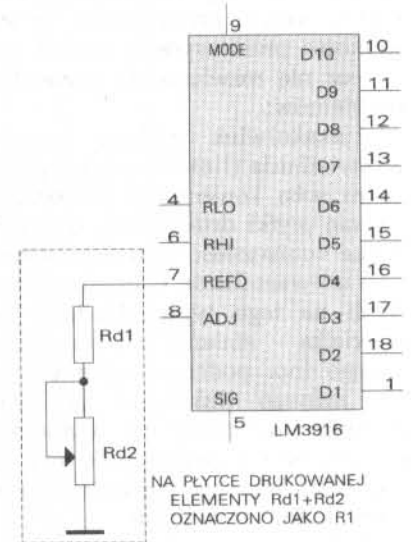 9
MODE
D10 10
D9 11
D8 12
D7 13
4 RLO D6 14
6 RHI D5 15
7 REFO D4 16
8 ADJ D3 17
D2 18
SIG D1 1
5
LM3916
Rd1
Rd2
NA PŁYTCE DRUKOWANEJ
ELEMENTY Rd1+Rd2
OZNACZONO JAKO R1